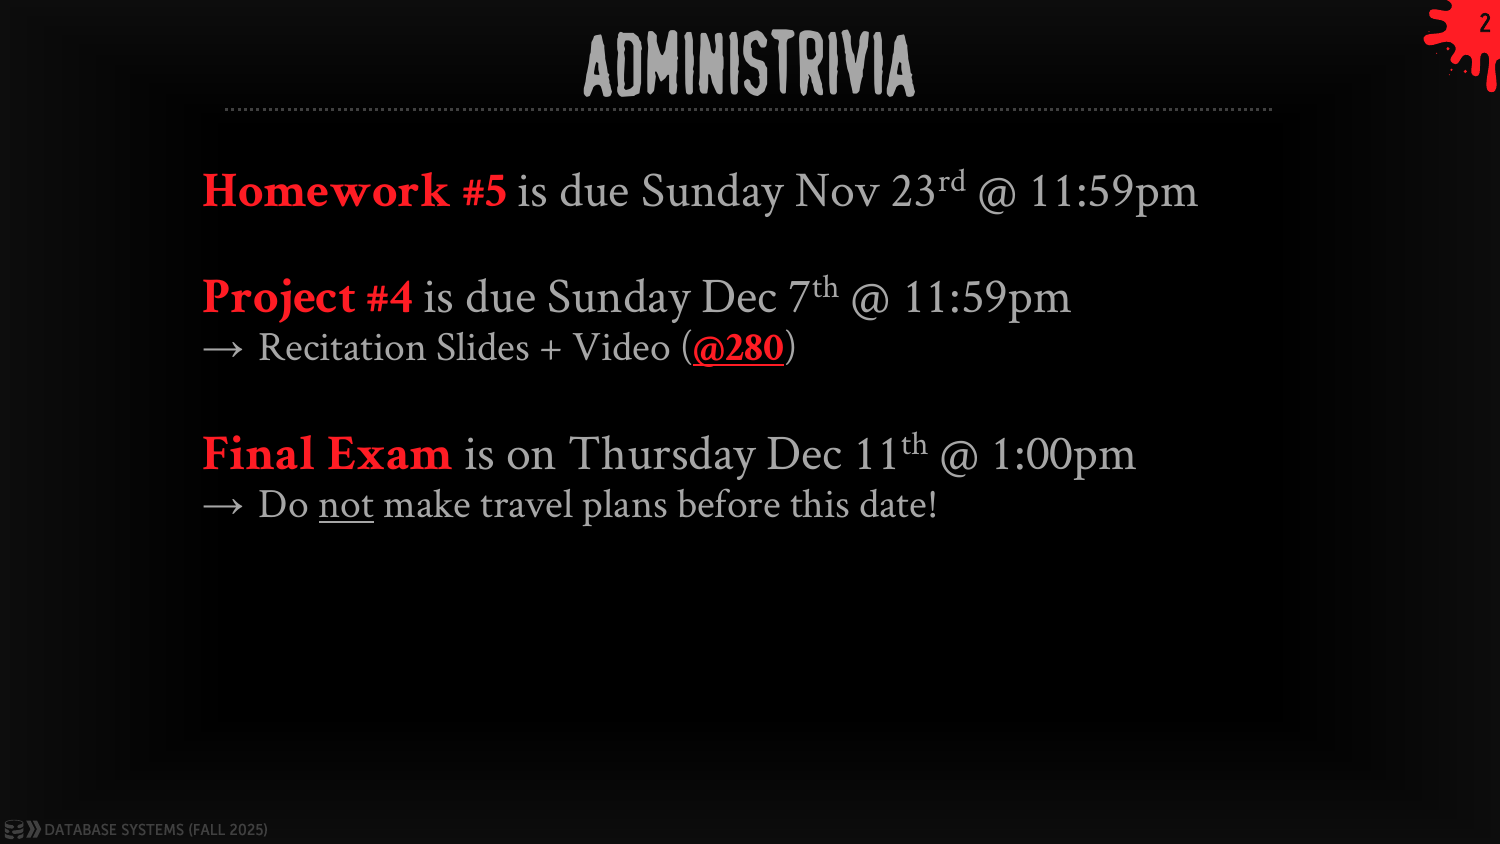 ADMINISTRIVIA
2
Homework #5 is due Sunday Nov 23rd @ 11:59pm
Project #4 is due Sunday Dec 7th @ 11:59pm
→ Recitation Slides + Video (@280)
Final Exam is on Thursday Dec 11th @ 1:00pm
→ Do not make travel plans before this date!
DATABASE SYSTEMS (FALL 2025)